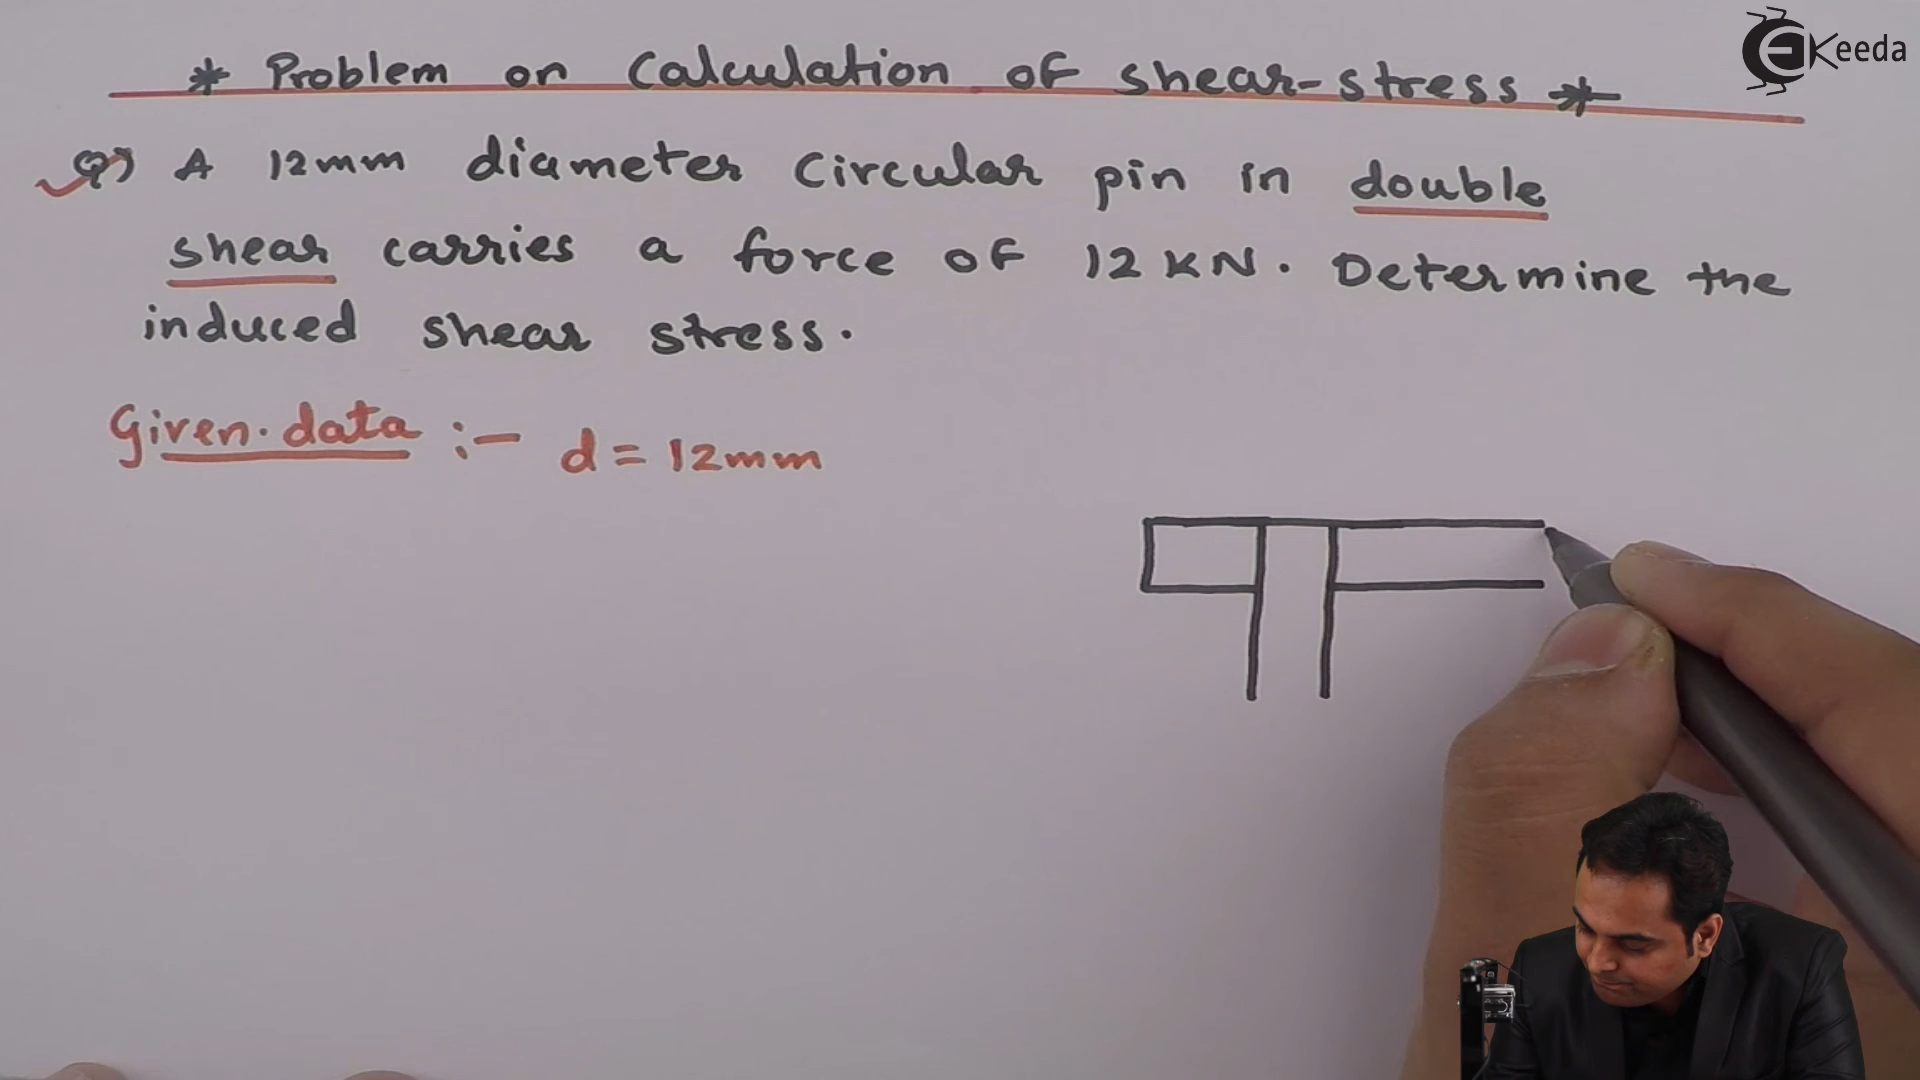 EKeeda
* Problem on Calculation of shear-stress *
Q) A 12mm diameter Circular pin in double
shear carries a force of 12 KN. Determine the
induced shear stress.
Given data :- d = 12mm